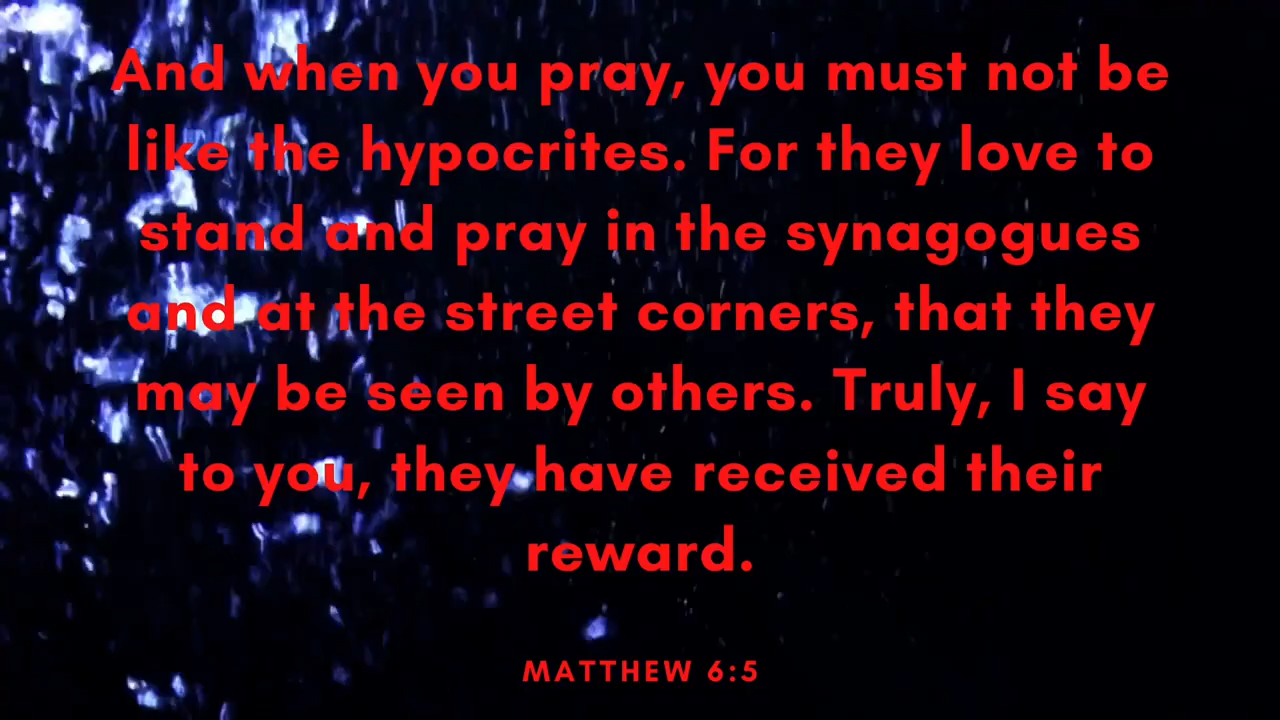 And when you pray, you must not be
like the hypocrites. For they love to
stand and pray in the synagogues
and at the street corners, that they
may be seen by others. Truly, I say
to you, they have received their
reward.
MATTHEW 6:5